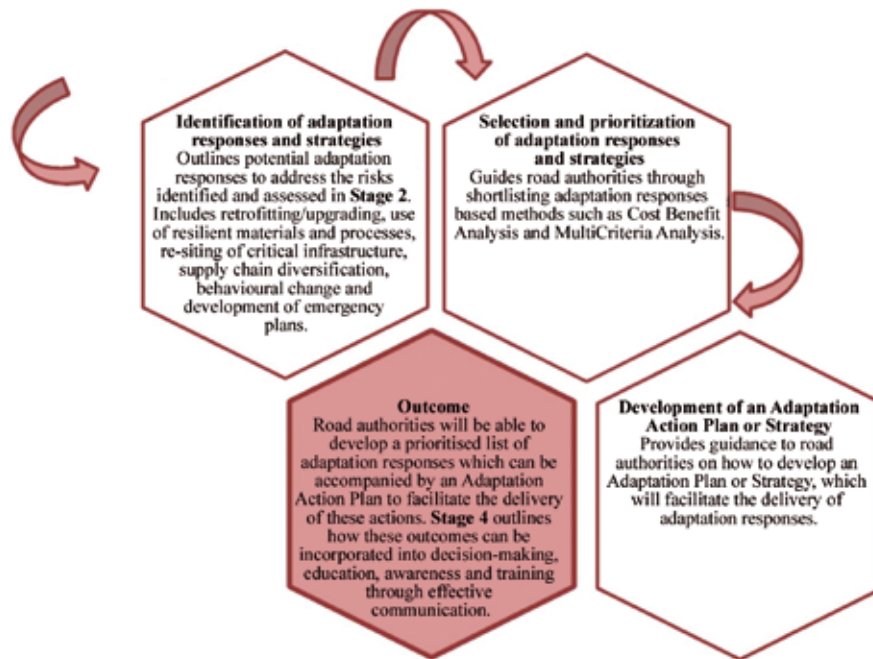 Identification of adaptation
responses and strategies
Outlines potential adaptation
responses to address the risks
identified and assessed in Stage 2.
Includes retrofitting/upgrading, use
of resilient materials and processes,
re-siting of critical infrastructure,
supply chain diversification,
behavioural change and
development of emergency
plans.
Selection and prioritization
of adaptation responses
and strategies
Guides road authorities through
shortlisting adaptation responses
based methods such as Cost Benefit
Analysis and MultiCriteria Analysis.
Outcome
Road authorities will be able to
develop a prioritised list of
adaptation responses which can be
accompanied by an Adaptation
Action Plan to facilitate the delivery
of these actions. Stage 4 outlines
how these outcomes can be
incorporated into decision-making,
education, awareness and training
through effective
communication.
Development of an Adaptation
Action Plan or Strategy
Provides guidance to road
authorities on how to develop an
Adaptation Plan or Strategy, which
will facilitate the delivery of
adaptation responses.